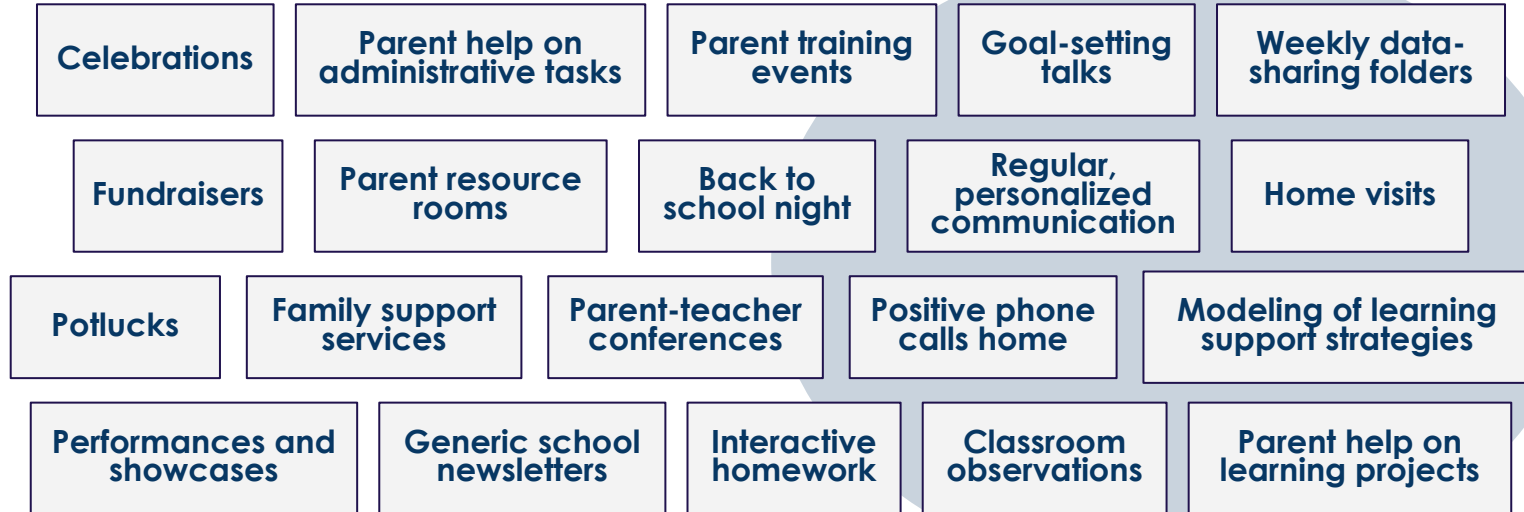 Celebrations
Parent help on
administrative tasks
Parent training
events
Goal-setting
talks
Weekly data-
sharing folders
Fundraisers
Parent resource
rooms
Back to
school night
Regular,
personalized
communication
Home visits
Potlucks
Family support
services
Parent-teacher
conferences
Positive phone
calls home
Modeling of learning
support strategies
Performances and
showcases
Generic school
newsletters
Interactive
homework
Classroom
observations
Parent help on
learning projects